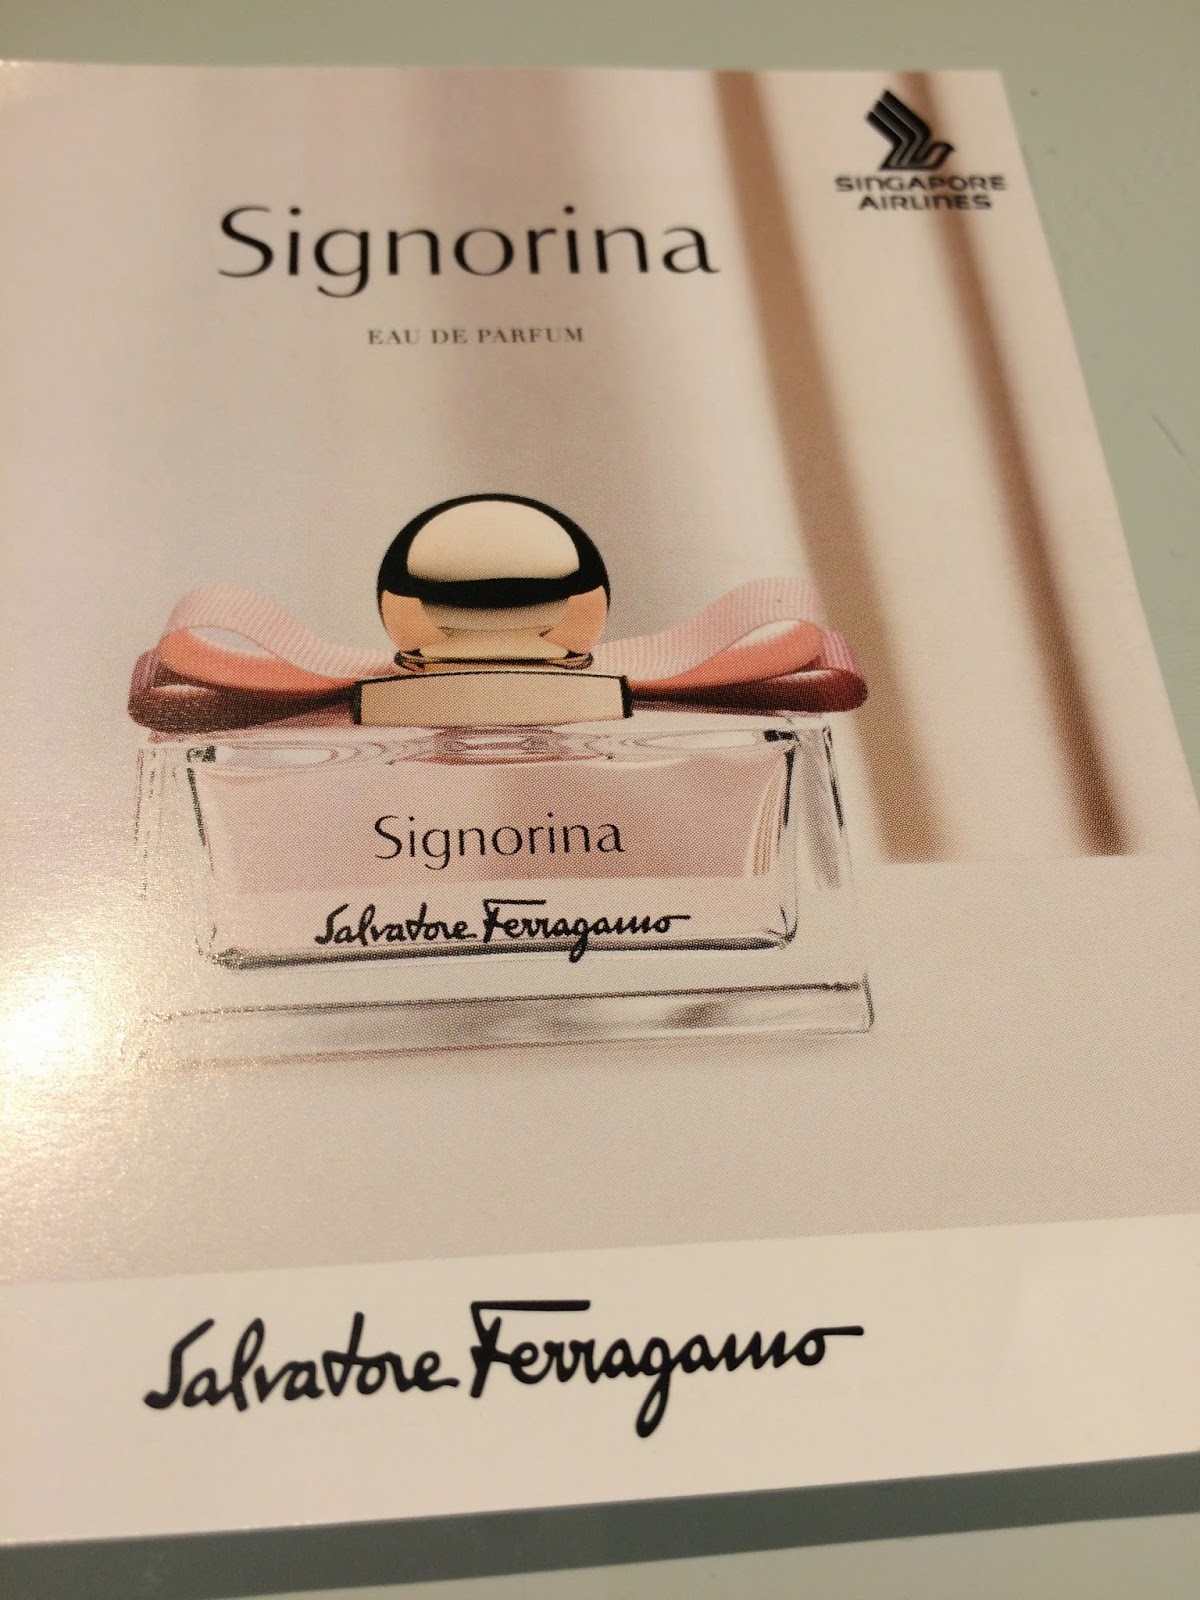 SINGAPORE
AIRLINES
Signorina
EAU DE PARFUM
Signorina
Salvatore Ferragamo
Salvatore Ferragamo